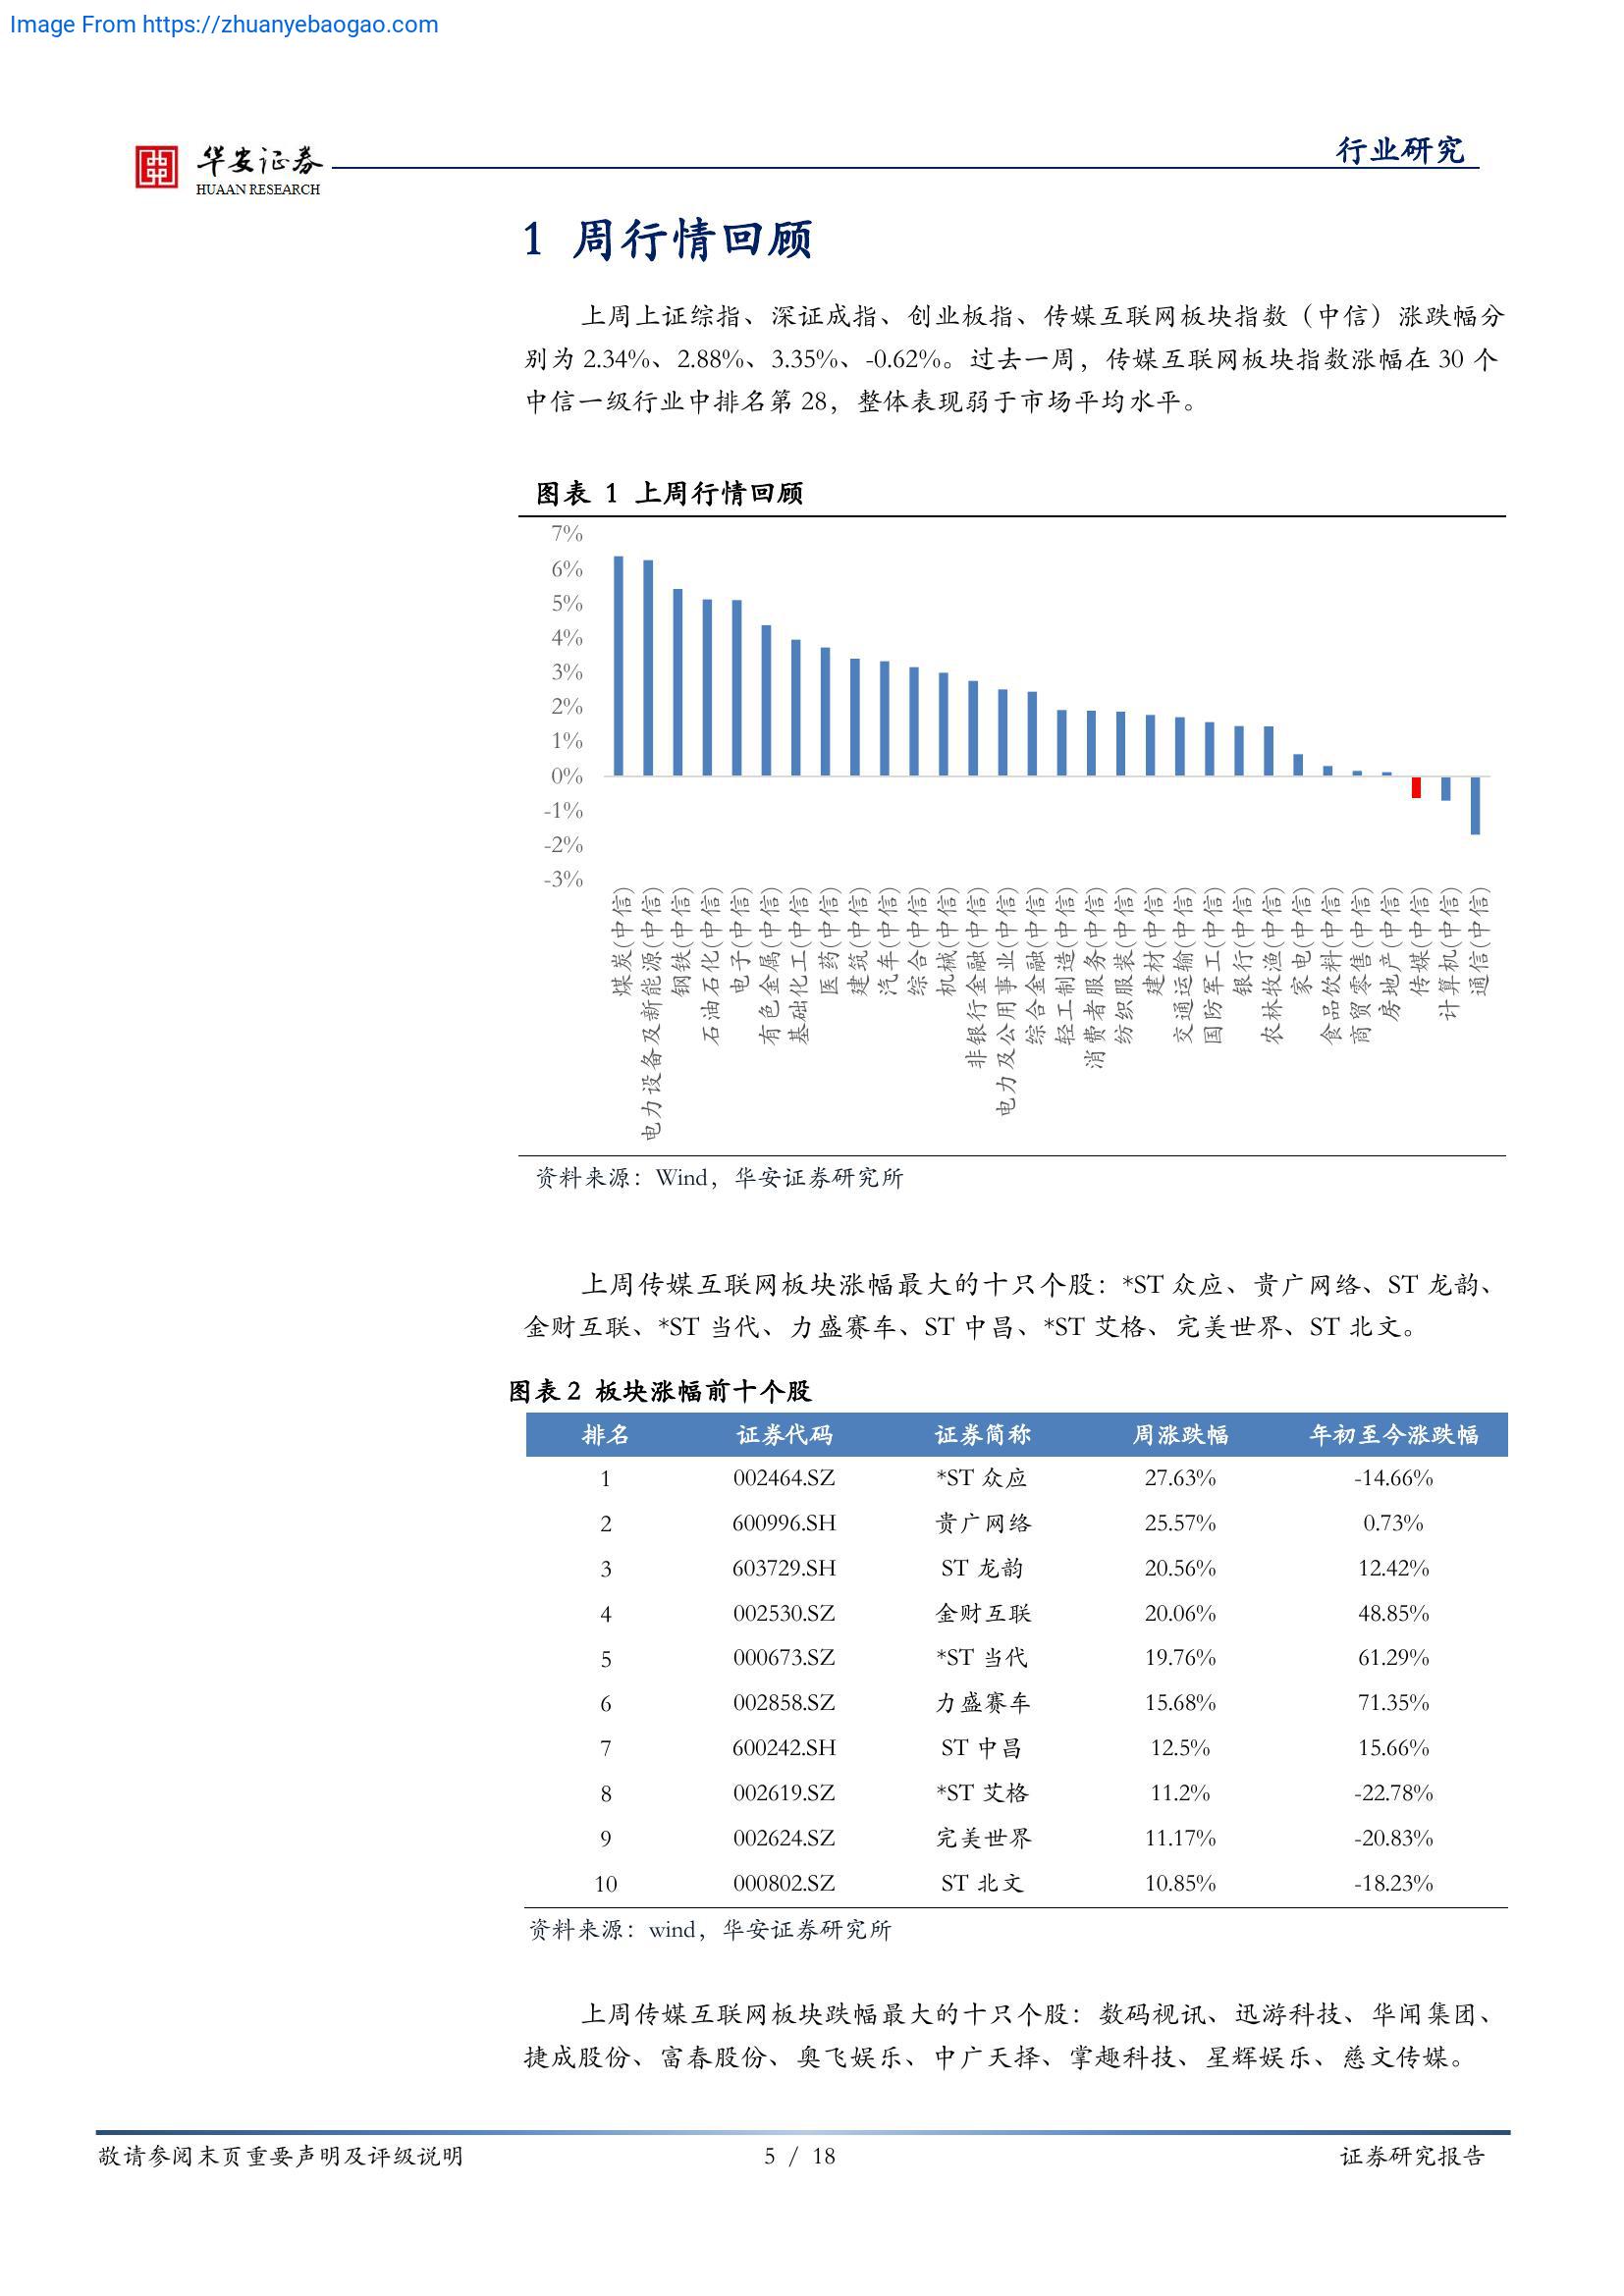 Image From https://zhuanyebaogao.com
华安证券
HUAAN RESEARCH
行业研究
1 周行情回顾
上周上证综指、深证成指、创业板指、传媒互联网板块指数（中信）涨跌幅分
别为 2.34%、2.88%、3.35%、-0.62%。过去一周，传媒互联网板块指数涨幅在 30 个
中信一级行业中排名第 28，整体表现弱于市场平均水平。
图表 1 上周行情回顾
7%
6%
5%
4%
3%
2%
1%
0%
-1%
-2%
-3%
煤炭(中信)
电力设备及新能源(中信)
钢铁(中信)
石油石化(中信)
电子(中信)
有色金属(中信)
基础化工(中信)
医药(中信)
建筑(中信)
汽车(中信)
综合(中信)
机械(中信)
非银行金融(中信)
电力及公用事业(中信)
综合金融(中信)
轻工制造(中信)
消费者服务(中信)
纺织服装(中信)
建材(中信)
交通运输(中信)
国防军工(中信)
银行(中信)
农林牧渔(中信)
家电(中信)
食品饮料(中信)
商贸零售(中信)
房地产(中信)
传媒(中信)
计算机(中信)
通信(中信)
资料来源：Wind，华安证券研究所
上周传媒互联网板块涨幅最大的十只个股：*ST 众应、贵广网络、ST 龙韵、
金财互联、*ST 当代、力盛赛车、ST 中昌、*ST 艾格、完美世界、ST 北文。
图表 2 板块涨幅前十个股
排名 证券代码 证券简称 周涨跌幅 年初至今涨跌幅
1 002464.SZ *ST 众应 27.63% -14.66%
2 600996.SH 贵广网络 25.57% 0.73%
3 603729.SH ST 龙韵 20.56% 12.42%
4 002530.SZ 金财互联 20.06% 48.85%
5 000673.SZ *ST 当代 19.76% 61.29%
6 002858.SZ 力盛赛车 15.68% 71.35%
7 600242.SH ST 中昌 12.5% 15.66%
8 002619.SZ *ST 艾格 11.2% -22.78%
9 002624.SZ 完美世界 11.17% -20.83%
10 000802.SZ ST 北文 10.85% -18.23%
资料来源：wind，华安证券研究所
上周传媒互联网板块跌幅最大的十只个股：数码视讯、迅游科技、华闻集团、
捷成股份、富春股份、奥飞娱乐、中广天择、掌趣科技、星辉娱乐、慈文传媒。
敬请参阅末页重要声明及评级说明 5 / 18 证券研究报告